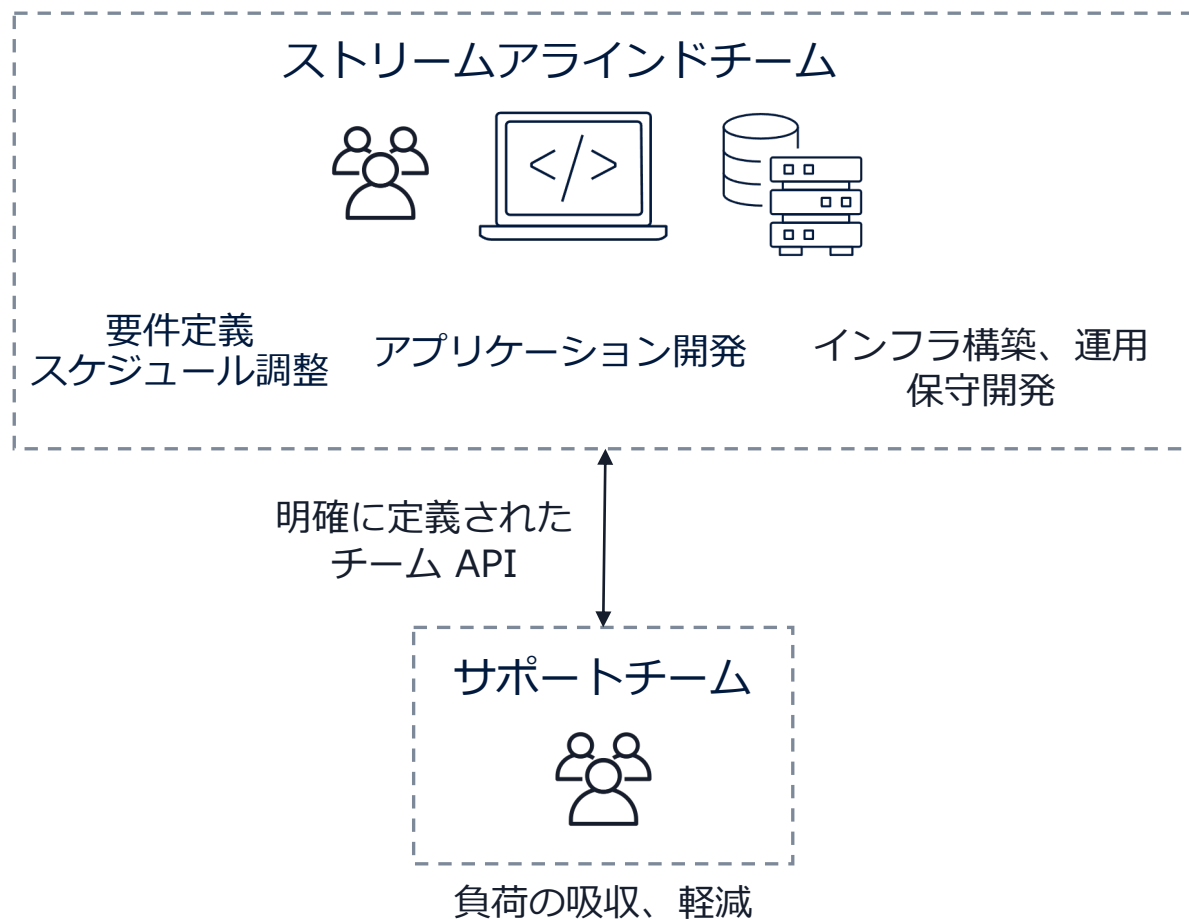 ストリームアラインドチーム
</>
要件定義
スケジュール調整
アプリケーション開発
インフラ構築、運用
保守開発
明確に定義された
チーム API
サポートチーム
負荷の吸収、軽減